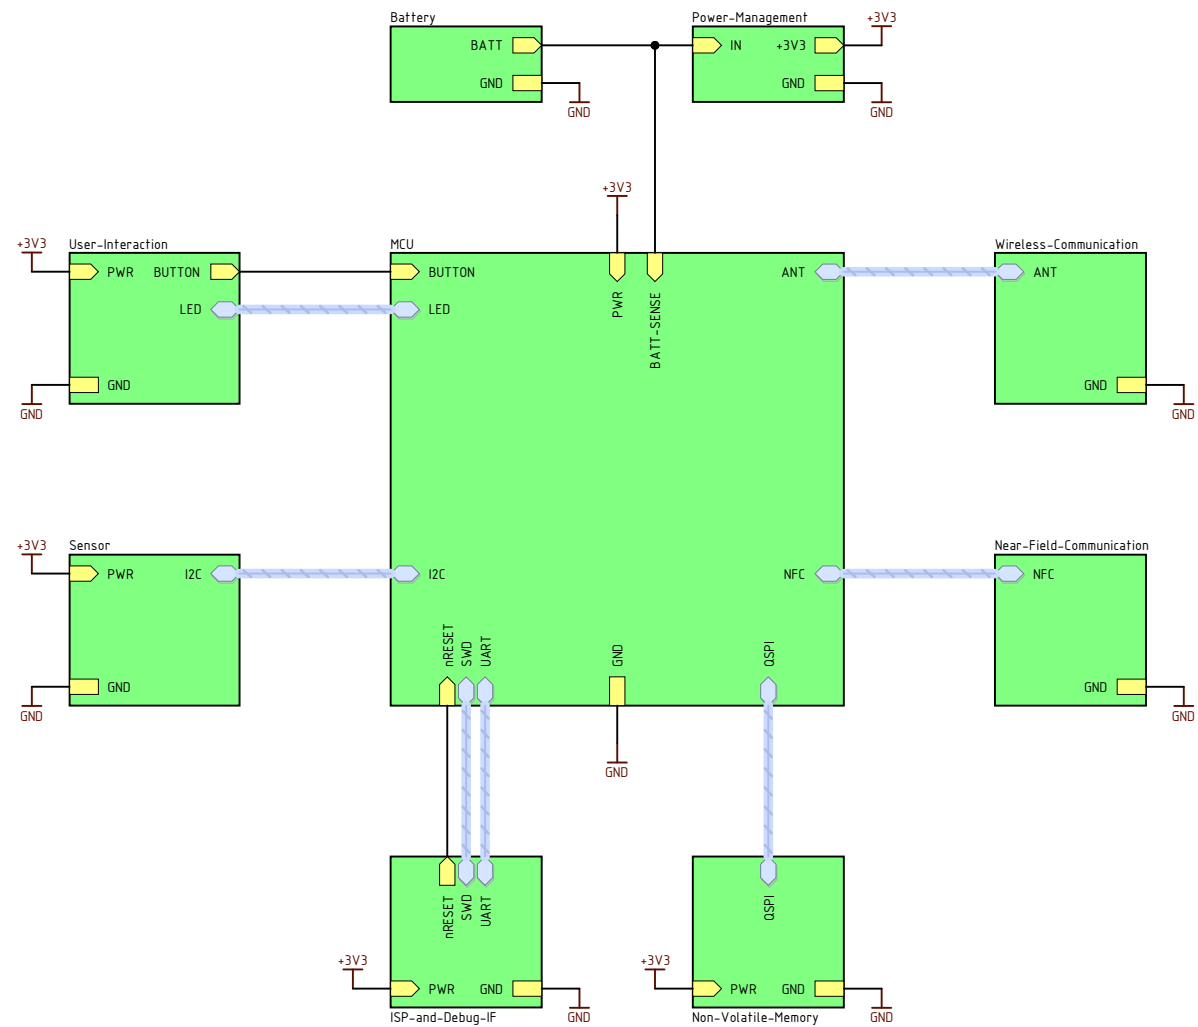 Battery
Power-Management
+3V3
BATT
IN
+3V3
GND
GND
GND
GND
+3V3
+3V3
User-Interaction
MCU
Wireless-Communication
PWR
BUTTON
BUTTON
ANT
ANT
LED
LED
PWR
BATT-SENSE
GND
GND
GND
GND
+3V3
Sensor
Near-Field-Communication
PWR
I2C
I2C
NFC
NFC
nRESET
SWD
UART
GND
QSPI
GND
GND
GND
GND
GND
nRESET
SWD
UART
QSPI
+3V3
+3V3
PWR
GND
PWR
GND
ISP-and-Debug-IF
GND
Non-Volatile-Memory
GND